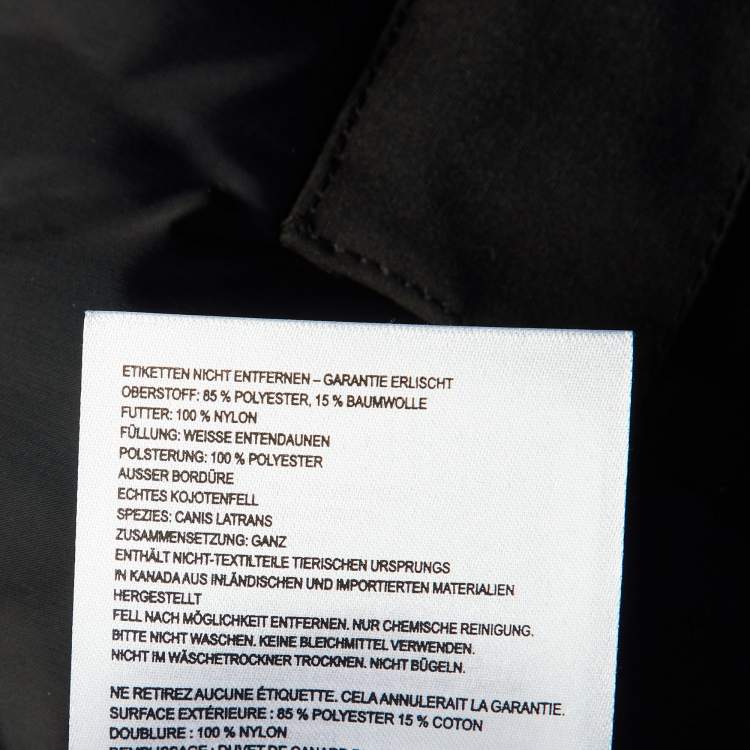 ETIKETTEN NICHT ENTFERNEN – GARANTIE ERLISCHT
OBERSTOFF: 85 % POLYESTER, 15 % BAUMWOLLE
FUTTER: 100 % NYLON
FÜLLUNG: WEISSE ENTENDAUNEN
POLSTERUNG: 100 % POLYESTER
AUSSER BORDÜRE
ECHTES KOJOTENFELL
SPEZIES: CANIS LATRANS
ZUSAMMENSETZUNG: GANZ
ENTHÄLT NICHT-TEXTILTEILE TIERISCHEN URSPRUNGS
IN KANADA AUS INLÄNDISCHEN UND IMPORTIERTEN MATERIALIEN
HERGESTELLT
FELL NACH MÖGLICHKEIT ENTFERNEN. NUR CHEMISCHE REINIGUNG.
BITTE NICHT WASCHEN. KEINE BLEICHMITTEL VERWENDEN.
NICHT IM WÄSCHETROCKNER TROCKNEN. NICHT BÜGELN.
NE RETIREZ AUCUNE ÉTIQUETTE. CELA ANNULERAIT LA GARANTIE.
SURFACE EXTÉRIEURE : 85 % POLYESTER 15 % COTON
DOUBLURE : 100 % NYLON
REMPLISSAGE : DUVET DE CANARD